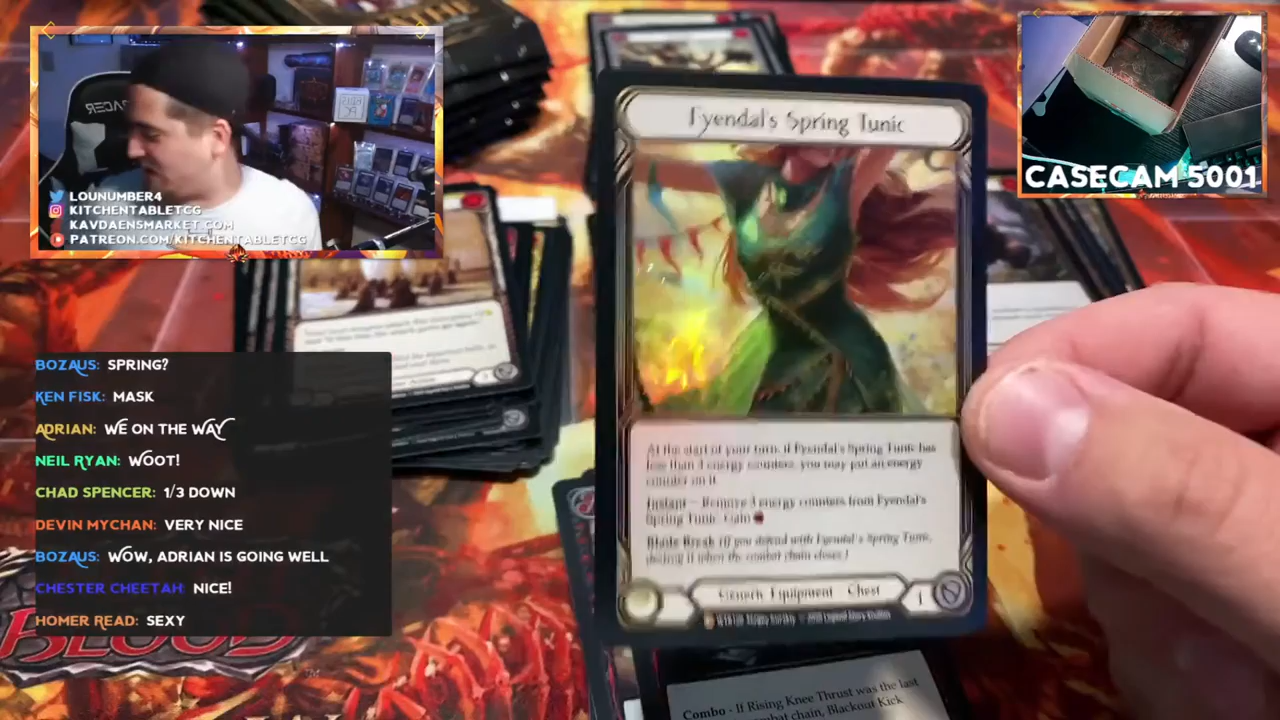 LOUNUMBER4
KITCHENTABLETCG
KAVDAENSMARKET.COM
PATREON.COM/KITCHENTABLETCG
CASECAM 5001
BOZAUS: SPRING?
KEN FISK: MASK
ADRIAN: WE ON THE WAY
NEIL RYAN: WOOT!
CHAD SPENCER: 1/3 DOWN
DEVIN MYCHAN: VERY NICE
BOZAUS: WOW, ADRIAN IS GOING WELL
CHESTER CHEETAH: NICE!
HOMER READ: SEXY
BLOOD
Fyendal's Spring Tunic
At the start of your turn, if Fyendal's Spring Tunic has
less than 3 energy counters, you may put an energy
counter on it.
Instant – Remove 3 energy counters from Fyendal's
Spring Tunic: Gain
Blade Break (If you defend with Fyendal's Spring Tunic,
destroy it when the combat chain closes.)
Generic Equipment – Chest
1
Combo - If Rising Knee Thrust was the last
combat chain, Blackout Kick